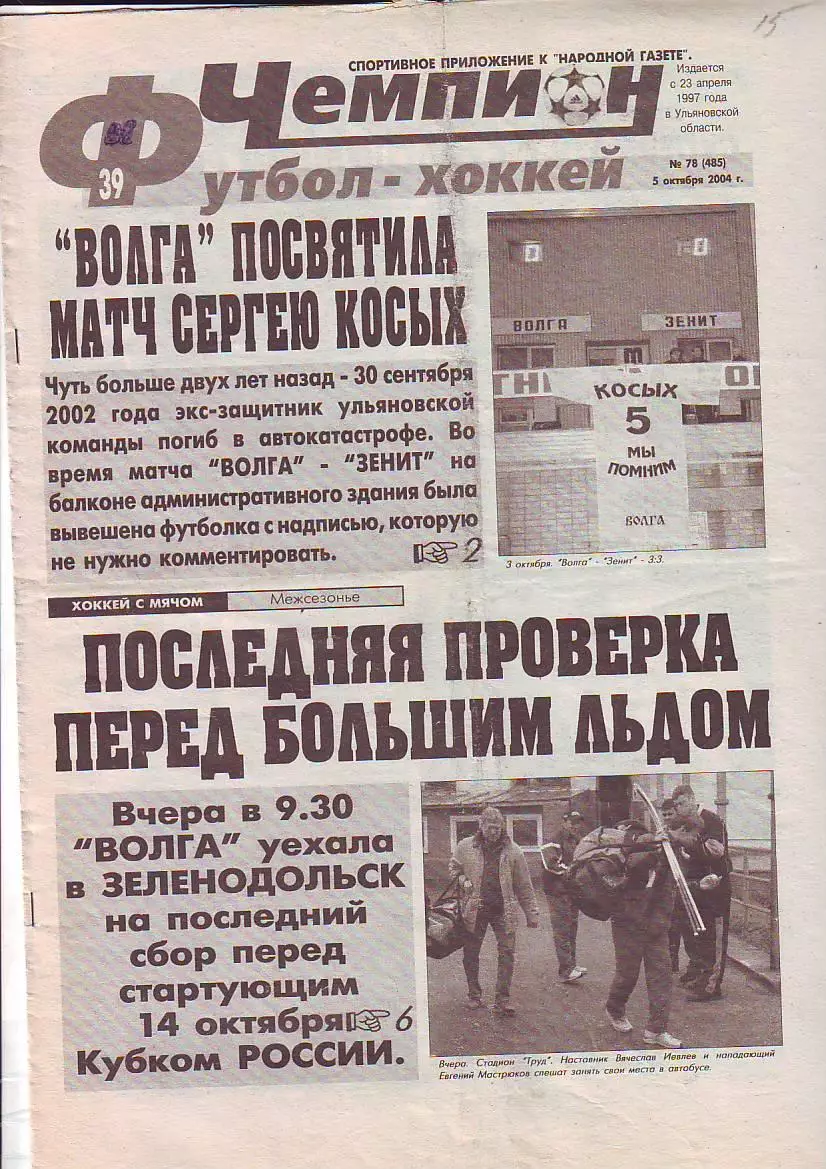 15
СПОРТИВНОЕ ПРИЛОЖЕНИЕ К "НАРОДНОЙ ГАЗЕТЕ".
ЧЕМПИОН
Издается
с 23 апреля
1997 года
в Ульяновской
области.
39
ФУТБОЛ - ХОККЕЙ
№ 78 (485)
5 октября 2004 г.
"ВОЛГА" ПОСВЯТИЛА
МАТЧ СЕРГЕЮ КОСЫХ
Чуть больше двух лет назад - 30 сентября
2002 года экс-защитник ульяновской
команды погиб в автокатастрофе. Во
время матча "ВОЛГА" - "ЗЕНИТ" на
балконе административного здания была
вывешена футболка с надписью, которую
не нужно комментировать. 2
0 0
ВОЛГА ЗЕНИТ
КОСЫХ
5
МЫ
ПОМНИМ
ВОЛГА
3 октября. "Волга" - "Зенит" - 3:3.
ХОККЕЙ С МЯЧОМ Межсезонье
ПОСЛЕДНЯЯ ПРОВЕРКА
ПЕРЕД БОЛЬШИМ ЛЬДОМ
Вчера в 9.30
"ВОЛГА" уехала
в ЗЕЛЕНОДОЛЬСК
на последний
сбор перед
стартующим
14 октября 6
Кубком РОССИИ.
Вчера. Стадион "Труд". Наставник Вячеслав Иевлев и нападающий
Евгений Мастрюков спешат занять свои места в автобусе.